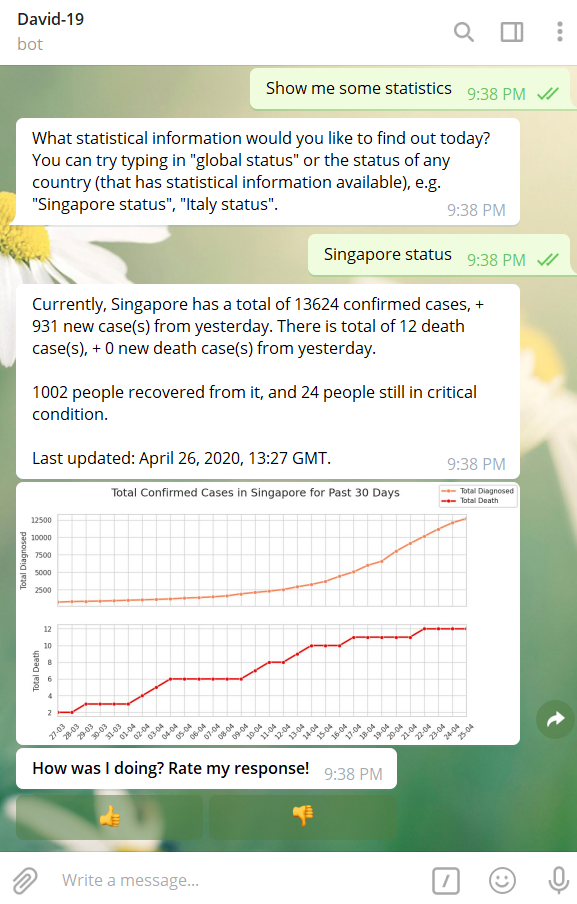 David-19
bot
Show me some statistics 9:38 PM
What statistical information would you like to find out today?
You can try typing in "global status" or the status of any
country (that has statistical information available), e.g.
"Singapore status", "Italy status". 9:38 PM
Singapore status 9:38 PM
Currently, Singapore has a total of 13624 confirmed cases, +
931 new case(s) from yesterday. There is total of 12 death
case(s), + 0 new death case(s) from yesterday.
1002 people recovered from it, and 24 people still in critical
condition.
Last updated: April 26, 2020, 13:27 GMT. 9:38 PM
Total Confirmed Cases in Singapore for Past 30 Days
Total Diagnosed
Total Death
Total Diagnosed
12500
10000
7500
5000
2500
Total Death
12
10
8
6
4
2
27-03 28-03 29-03 30-03 31-03 01-04 02-04 03-04 04-04 05-04 06-04 07-04 08-04 09-04 10-04 11-04 12-04 13-04 14-04 15-04 16-04 17-04 18-04 19-04 20-04 21-04 22-04 23-04 24-04 25-04
How was I doing? Rate my response! 9:38 PM
Write a message...